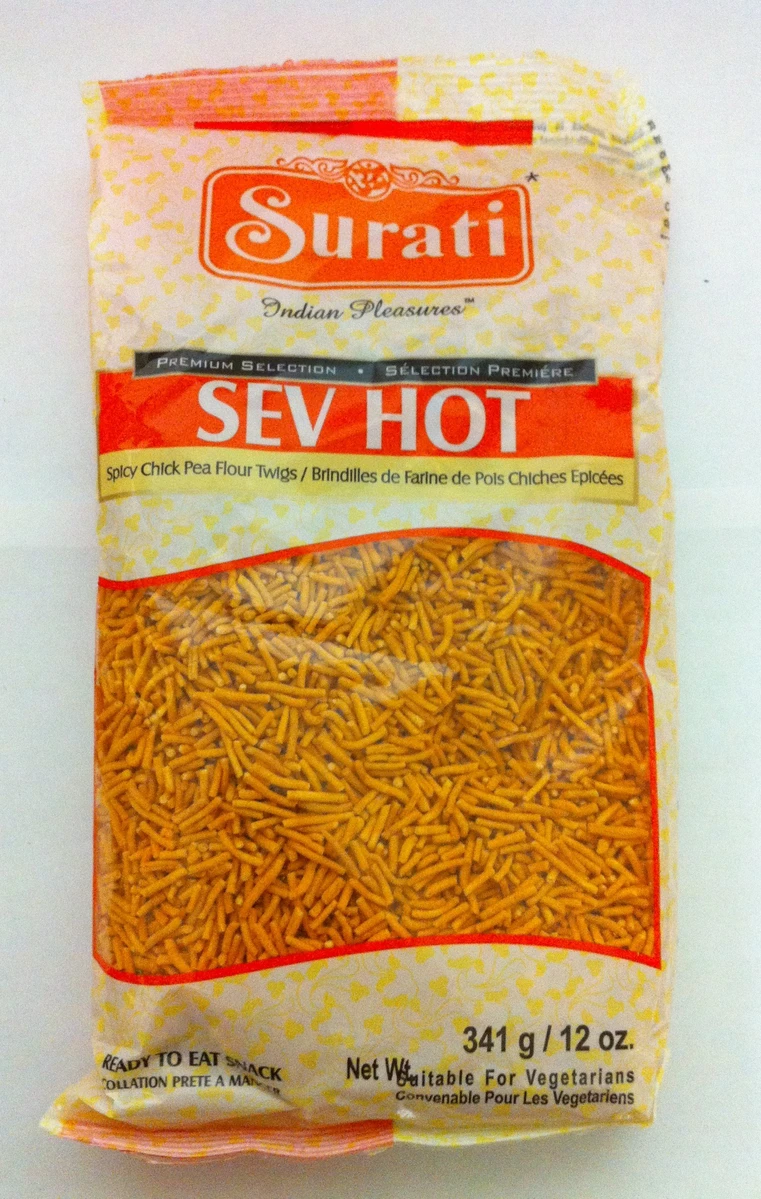 Surati*
Indian Pleasures™
PREMIUM SELECTION • SÉLECTION PREMIÉRE
SEV HOT
Spicy Chick Pea Flour Twigs / Brindilles de Farine de Pois Chiches Epicées
341 g / 12 oz.
Net Wt.
READY TO EAT SNACK
COLLATION PRETE A MANGER
Suitable For Vegetarians
Convenable Pour Les Vegetariens